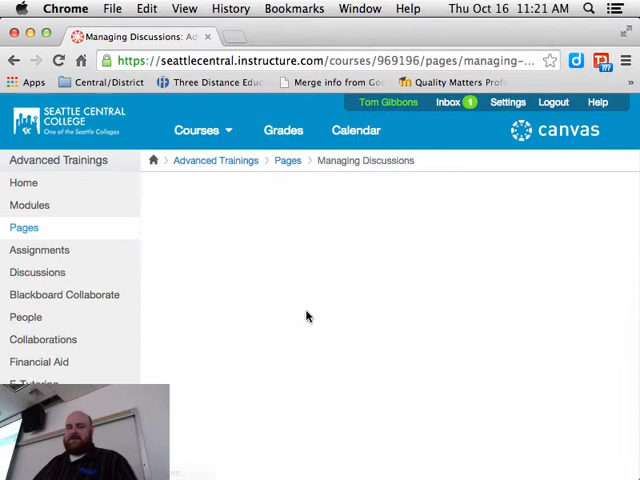 Chrome File Edit View History Bookmarks Window Help Thu Oct 16 11:21 AM
Managing Discussions: Ad
https://seattlecentral.instructure.com/courses/969196/pages/managing-...
Apps Central/District Three Distance Edu Merge info from Goo Quality Matters Prof
Tom Gibbons Inbox 1 Settings Logout Help
SEATTLE CENTRAL
COLLEGE
One of the Seattle Colleges
Courses Grades Calendar
canvas
Advanced Trainings
Advanced Trainings Pages Managing Discussions
Home
Modules
Pages
Assignments
Discussions
Blackboard Collaborate
People
Collaborations
Financial Aid
E-Tutoring